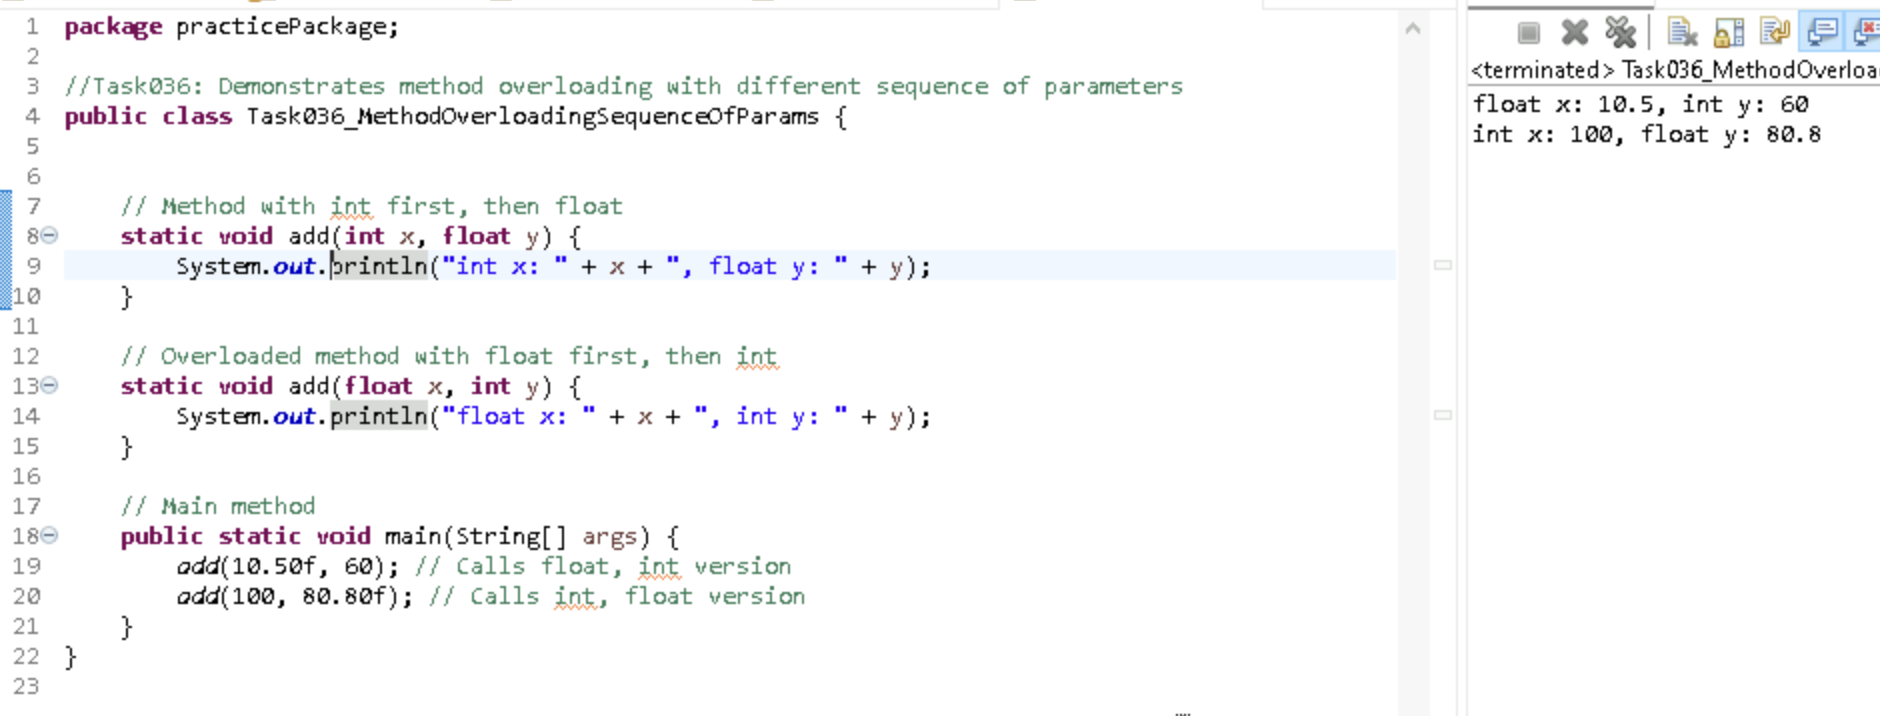 1 package practicePackage;
2
3 //Task036: Demonstrates method overloading with different sequence of parameters
4 public class Task036_MethodOverloadingSequenceOfParams {
5
6
7 // Method with int first, then float
8 static void add(int x, float y) {
9 System.out.println("int x: " + x + ", float y: " + y);
10 }
11
12 // Overloaded method with float first, then int
13 static void add(float x, int y) {
14 System.out.println("float x: " + x + ", int y: " + y);
15 }
16
17 // Main method
18 public static void main(String[] args) {
19 add(10.50f, 60); // Calls float, int version
20 add(100, 80.80f); // Calls int, float version
21 }
22 }
23
<terminated> Task036_MethodOverloa
float x: 10.5, int y: 60
int x: 100, float y: 80.8